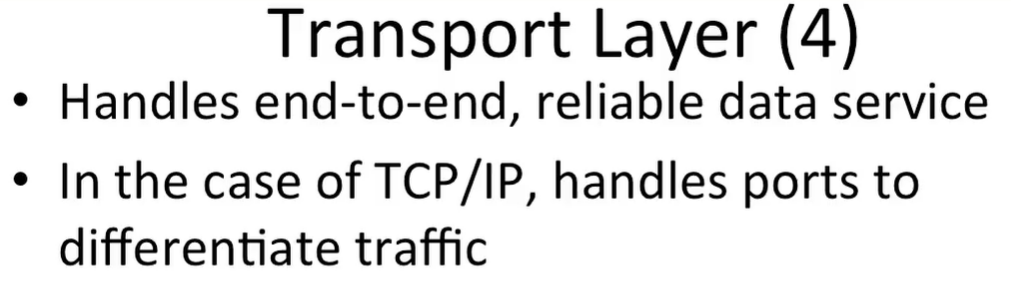 Transport Layer (4)
• Handles end-to-end, reliable data service
• In the case of TCP/IP, handles ports to
differentiate traffic